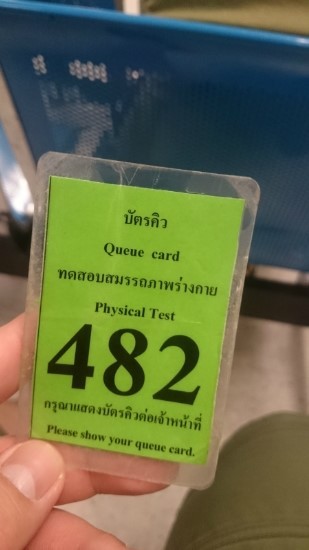 บัตรคิว
Queue card
ทดสอบสมรรถภาพร่างกาย
Physical Test
482
กรุณาแสดงบัตรคิวต่อเจ้าหน้าที่
Please show your queue card.